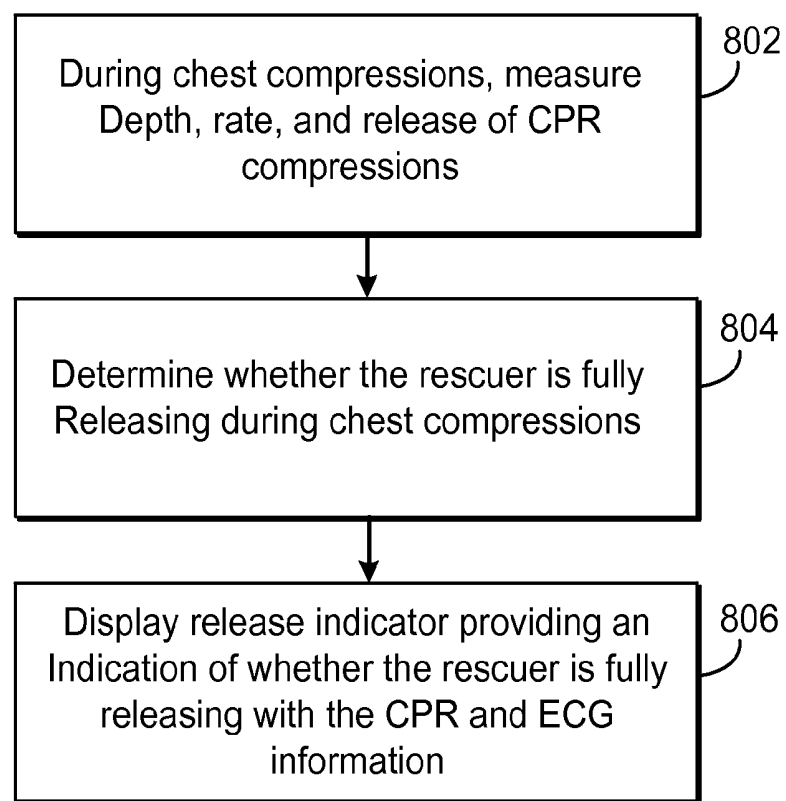 During chest compressions, measure
Depth, rate, and release of CPR
compressions
802
Determine whether the rescuer is fully
Releasing during chest compressions
804
Display release indicator providing an
Indication of whether the rescuer is fully
releasing with the CPR and ECG
information
806